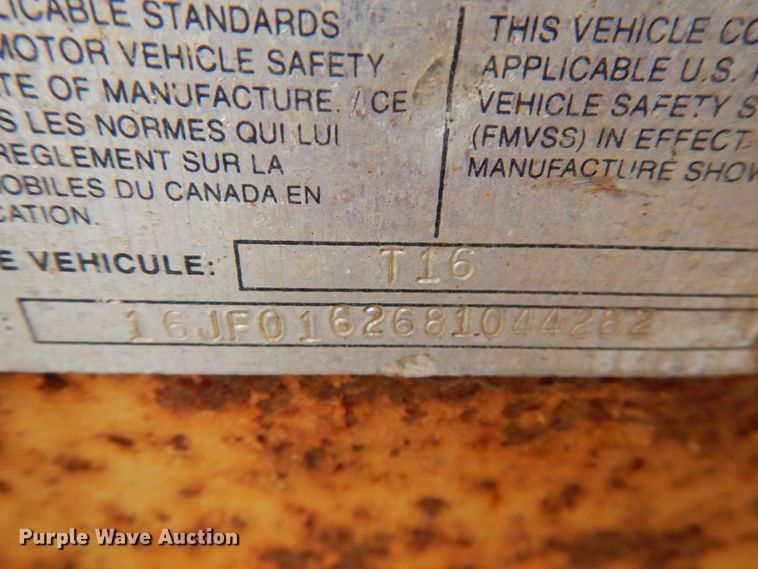 LICABLE STANDARDS
MOTOR VEHICLE SAFETY
TE OF MANUFACTURE. / CE
S LES NORMES QUI LUI
REGLEMENT SUR LA
OBILES DU CANADA EN
CATION.
THIS VEHICLE CO
APPLICABLE U.S. F
VEHICLE SAFETY S
(FMVSS) IN EFFECT
MANUFACTURE SHOW
E VEHICULE: T16
: 16JF0162681044282
Purple Wave Auction